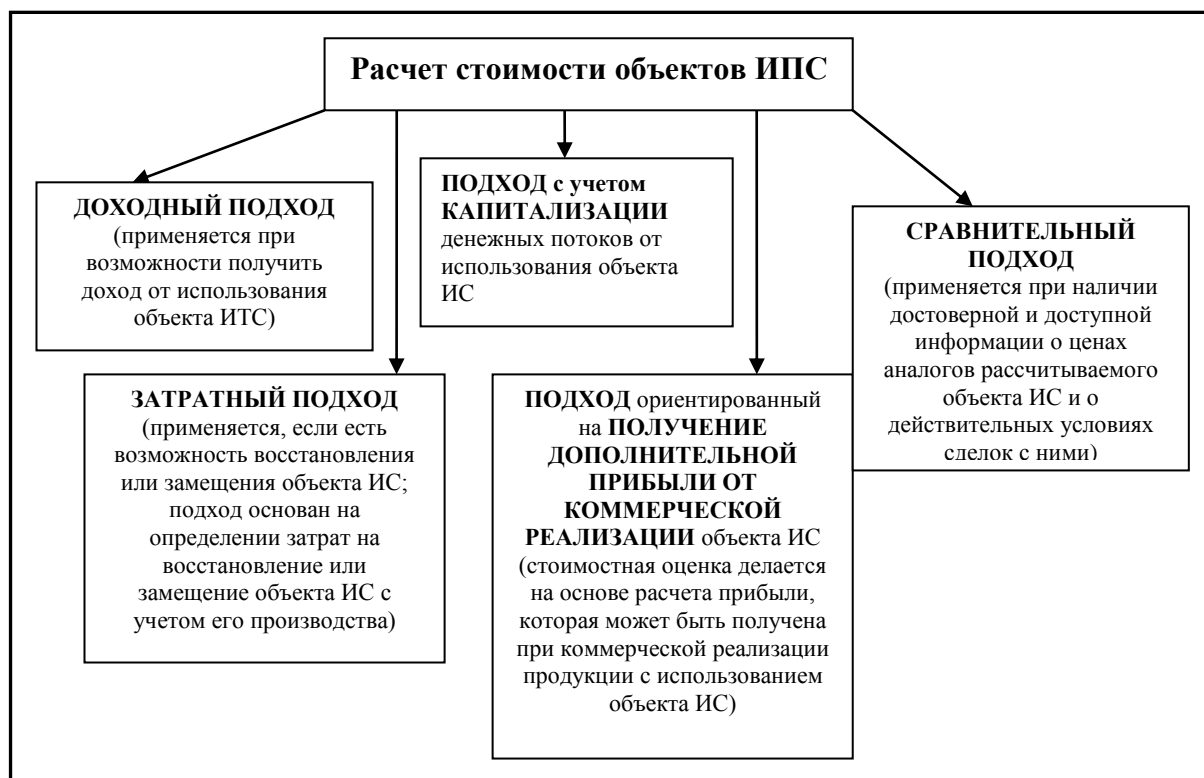 Расчет стоимости объектов ИПС
ДОХОДНЫЙ ПОДХОД
(применяется при
возможности получить
доход от использования
объекта ИТС)
ПОДХОД с учетом
КАПИТАЛИЗАЦИИ
денежных потоков от
использования объекта
ИС
СРАВНИТЕЛЬНЫЙ
ПОДХОД
(применяется при наличии
достоверной и доступной
информации о ценах
аналогов рассчитываемого
объекта ИС и о
действительных условиях
сделок с ними)
ЗАТРАТНЫЙ ПОДХОД
(применяется, если есть
возможность восстановления
или замещения объекта ИС;
подход основан на
определении затрат на
восстановление или
замещение объекта ИС с
учетом его производства)
ПОДХОД ориентированный
на ПОЛУЧЕНИЕ
ДОПОЛНИТЕЛЬНОЙ
ПРИБЫЛИ ОТ
КОММЕРЧЕСКОЙ
РЕАЛИЗАЦИИ объекта ИС
(стоимостная оценка делается
на основе расчета прибыли,
которая может быть получена
при коммерческой реализации
продукции с использованием
объекта ИС)